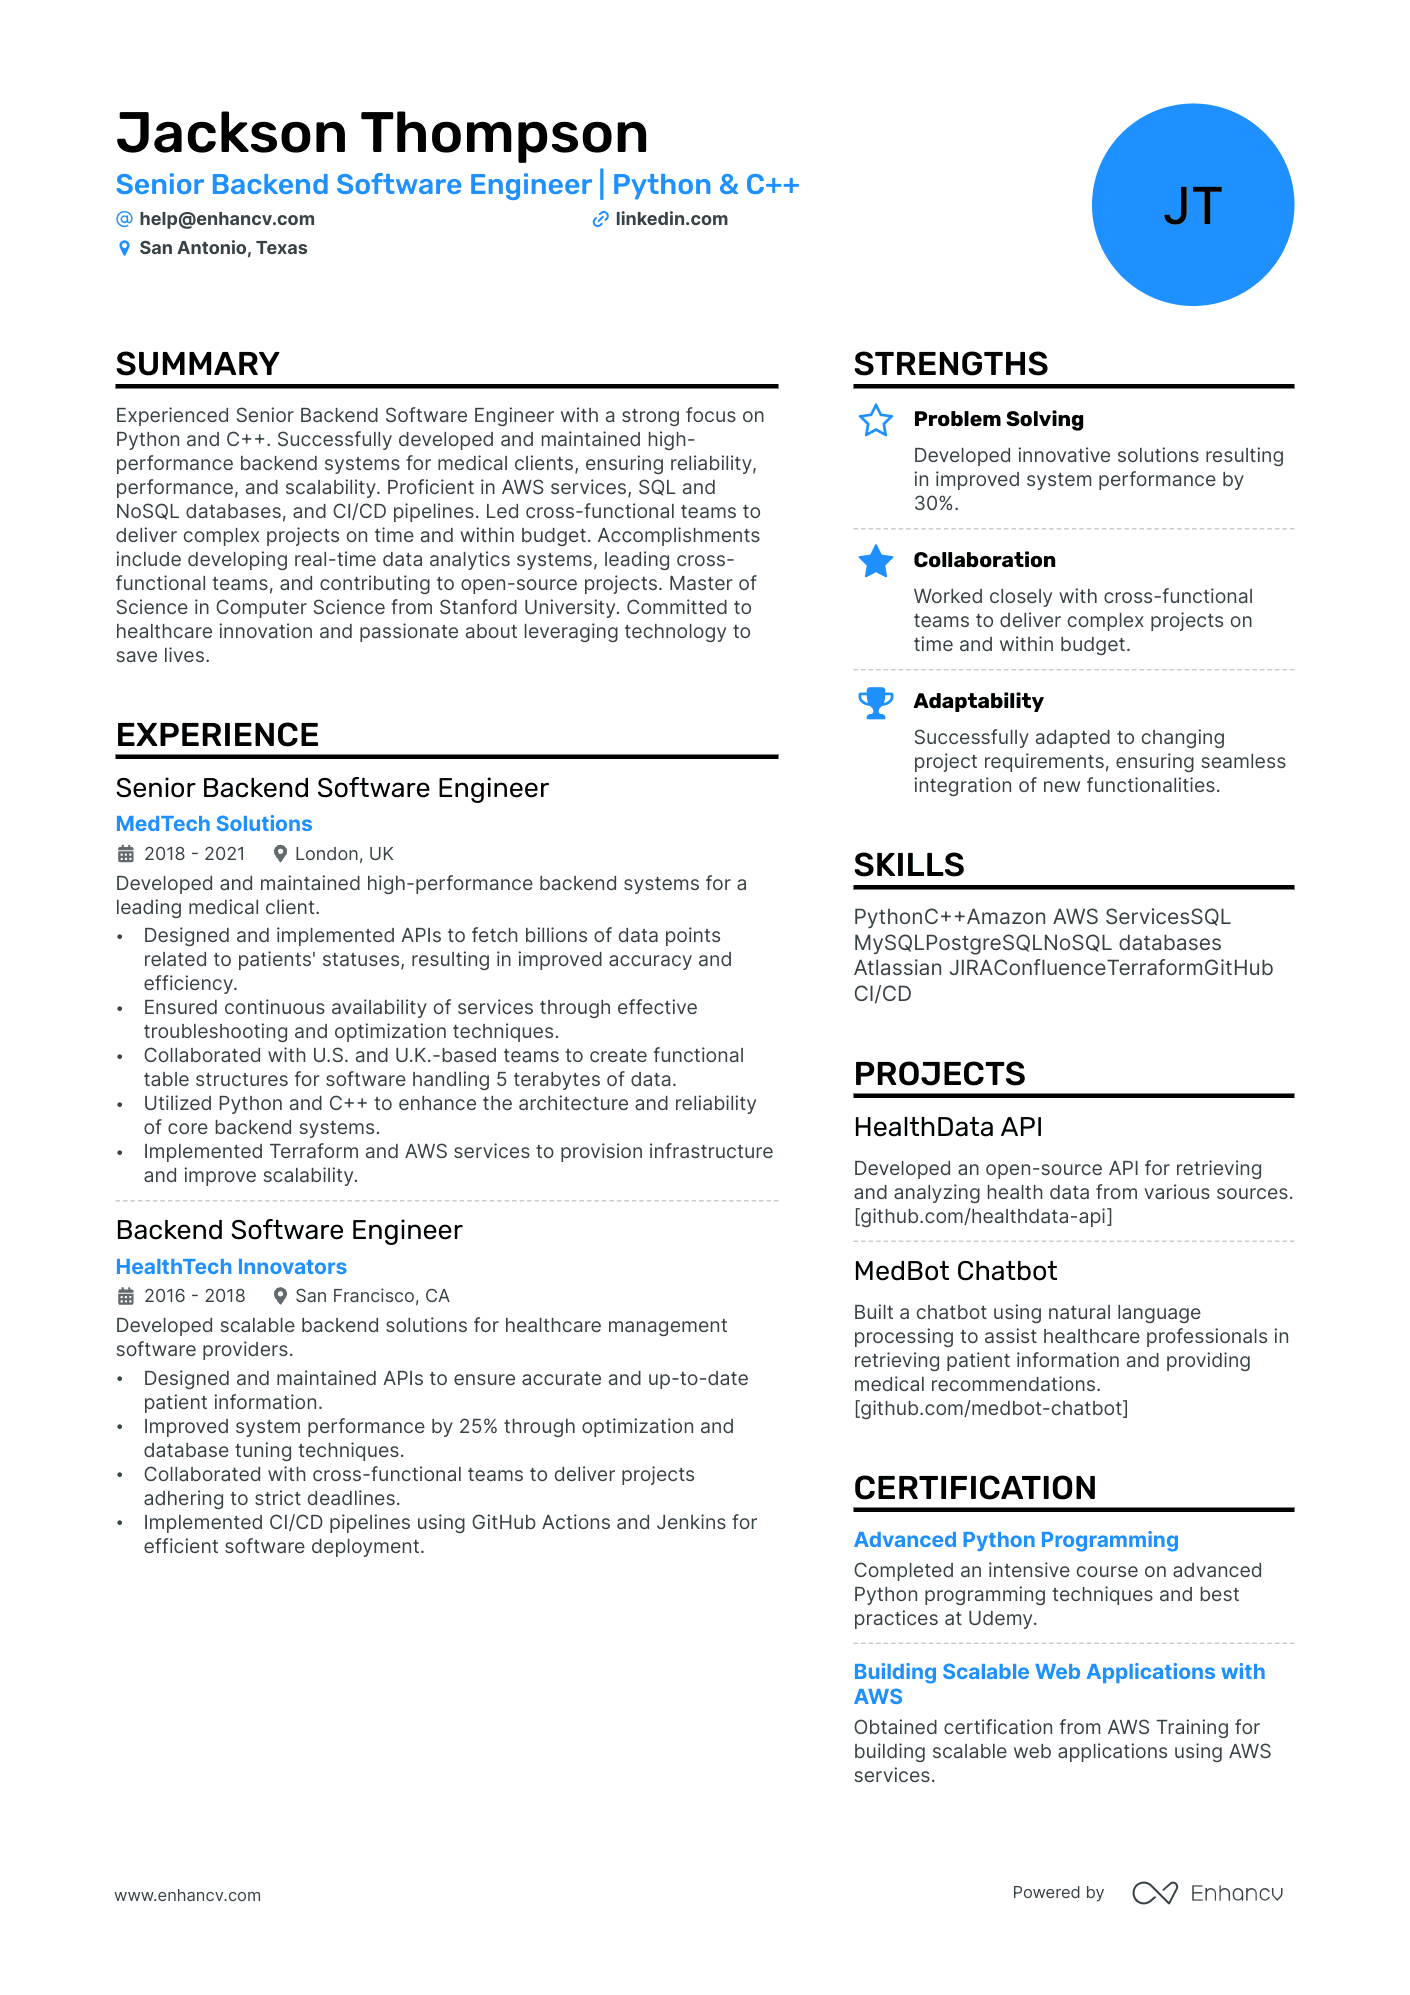 Jackson Thompson
Senior Backend Software Engineer | Python & C++
help@enhancv.com
linkedin.com
San Antonio, Texas
JT
SUMMARY
Experienced Senior Backend Software Engineer with a strong focus on
Python and C++. Successfully developed and maintained high-
performance backend systems for medical clients, ensuring reliability,
performance, and scalability. Proficient in AWS services, SQL and
NoSQL databases, and CI/CD pipelines. Led cross-functional teams to
deliver complex projects on time and within budget. Accomplishments
include developing real-time data analytics systems, leading cross-
functional teams, and contributing to open-source projects. Master of
Science in Computer Science from Stanford University. Committed to
healthcare innovation and passionate about leveraging technology to
save lives.
EXPERIENCE
Senior Backend Software Engineer
MedTech Solutions
2018 - 2021 London, UK
Developed and maintained high-performance backend systems for a
leading medical client.
• Designed and implemented APIs to fetch billions of data points
related to patients' statuses, resulting in improved accuracy and
efficiency.
• Ensured continuous availability of services through effective
troubleshooting and optimization techniques.
• Collaborated with U.S. and U.K.-based teams to create functional
table structures for software handling 5 terabytes of data.
• Utilized Python and C++ to enhance the architecture and reliability
of core backend systems.
• Implemented Terraform and AWS services to provision infrastructure
and improve scalability.
Backend Software Engineer
HealthTech Innovators
2016 - 2018 San Francisco, CA
Developed scalable backend solutions for healthcare management
software providers.
• Designed and maintained APIs to ensure accurate and up-to-date
patient information.
• Improved system performance by 25% through optimization and
database tuning techniques.
• Collaborated with cross-functional teams to deliver projects
adhering to strict deadlines.
• Implemented CI/CD pipelines using GitHub Actions and Jenkins for
efficient software deployment.
STRENGTHS
Problem Solving
Developed innovative solutions resulting
in improved system performance by
30%.
Collaboration
Worked closely with cross-functional
teams to deliver complex projects on
time and within budget.
Adaptability
Successfully adapted to changing
project requirements, ensuring seamless
integration of new functionalities.
SKILLS
PythonC++Amazon AWS ServicesSQL
MySQLPostgreSQLNoSQL databases
Atlassian JIRAConfluenceTerraformGitHub
CI/CD
PROJECTS
HealthData API
Developed an open-source API for retrieving
and analyzing health data from various sources.
[github.com/healthdata-api]
MedBot Chatbot
Built a chatbot using natural language
processing to assist healthcare professionals in
retrieving patient information and providing
medical recommendations.
[github.com/medbot-chatbot]
CERTIFICATION
Advanced Python Programming
Completed an intensive course on advanced
Python programming techniques and best
practices at Udemy.
Building Scalable Web Applications with
AWS
Obtained certification from AWS Training for
building scalable web applications using AWS
services.
www.enhancv.com
Powered by Enhancv